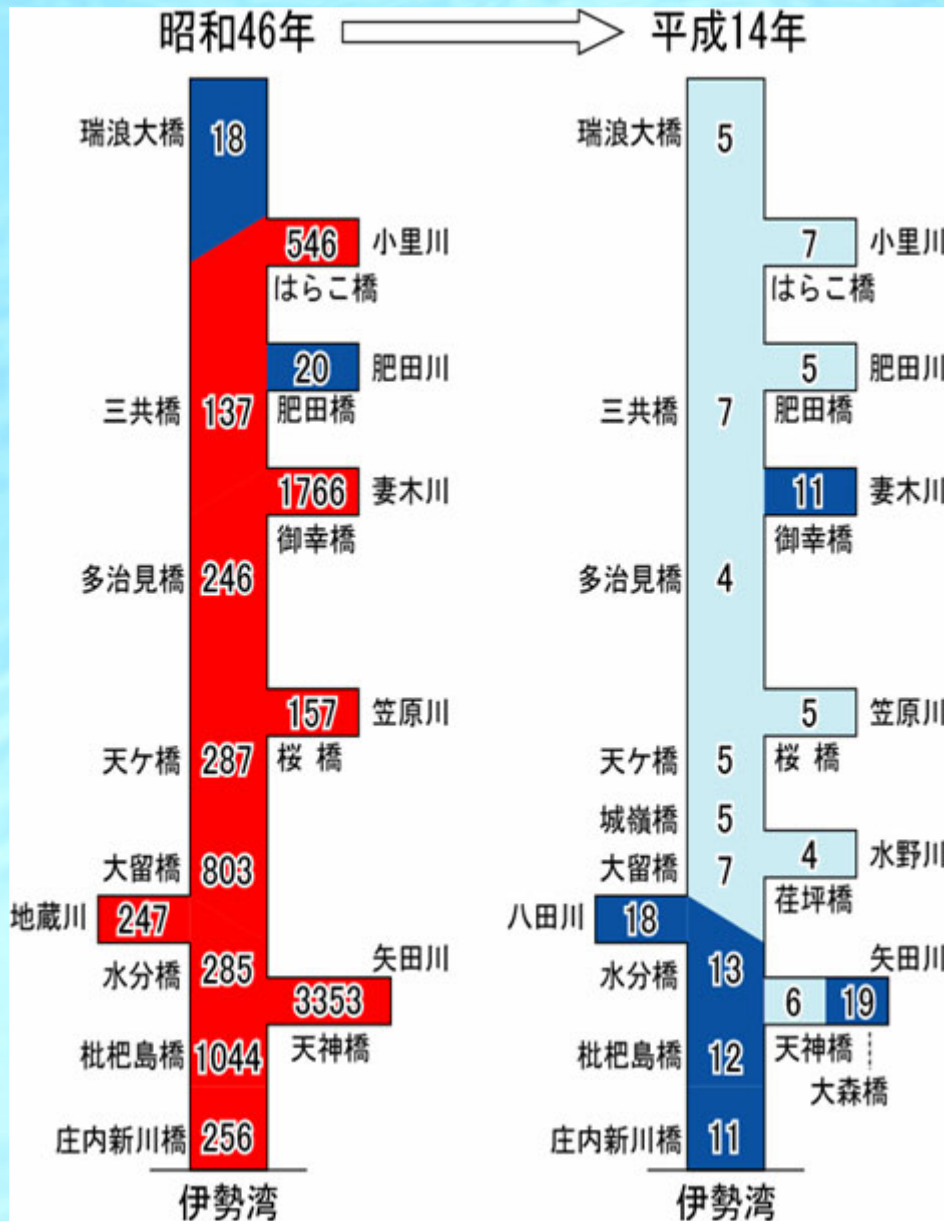 昭和46年 平成14年
瑞浪大橋 18
546 小里川
はらこ橋
20 肥田川
三共橋 137 肥田橋
1766 妻木川
御幸橋
多治見橋 246
157 笠原川
天ケ橋 287 桜 橋
大留橋 803
地蔵川 247
水分橋 285 矢田川
3353
枇杷島橋 1044 天神橋
庄内新川橋 256
伊勢湾
瑞浪大橋 5
7 小里川
はらこ橋
5 肥田川
三共橋 7 肥田橋
11 妻木川
御幸橋
多治見橋 4
5 笠原川
天ケ橋 5 桜 橋
城嶺橋 5
大留橋 7 4 水野川
荏坪橋
八田川 18
水分橋 13 矢田川
6 19
枇杷島橋 12 天神橋
大森橋
庄内新川橋 11
伊勢湾